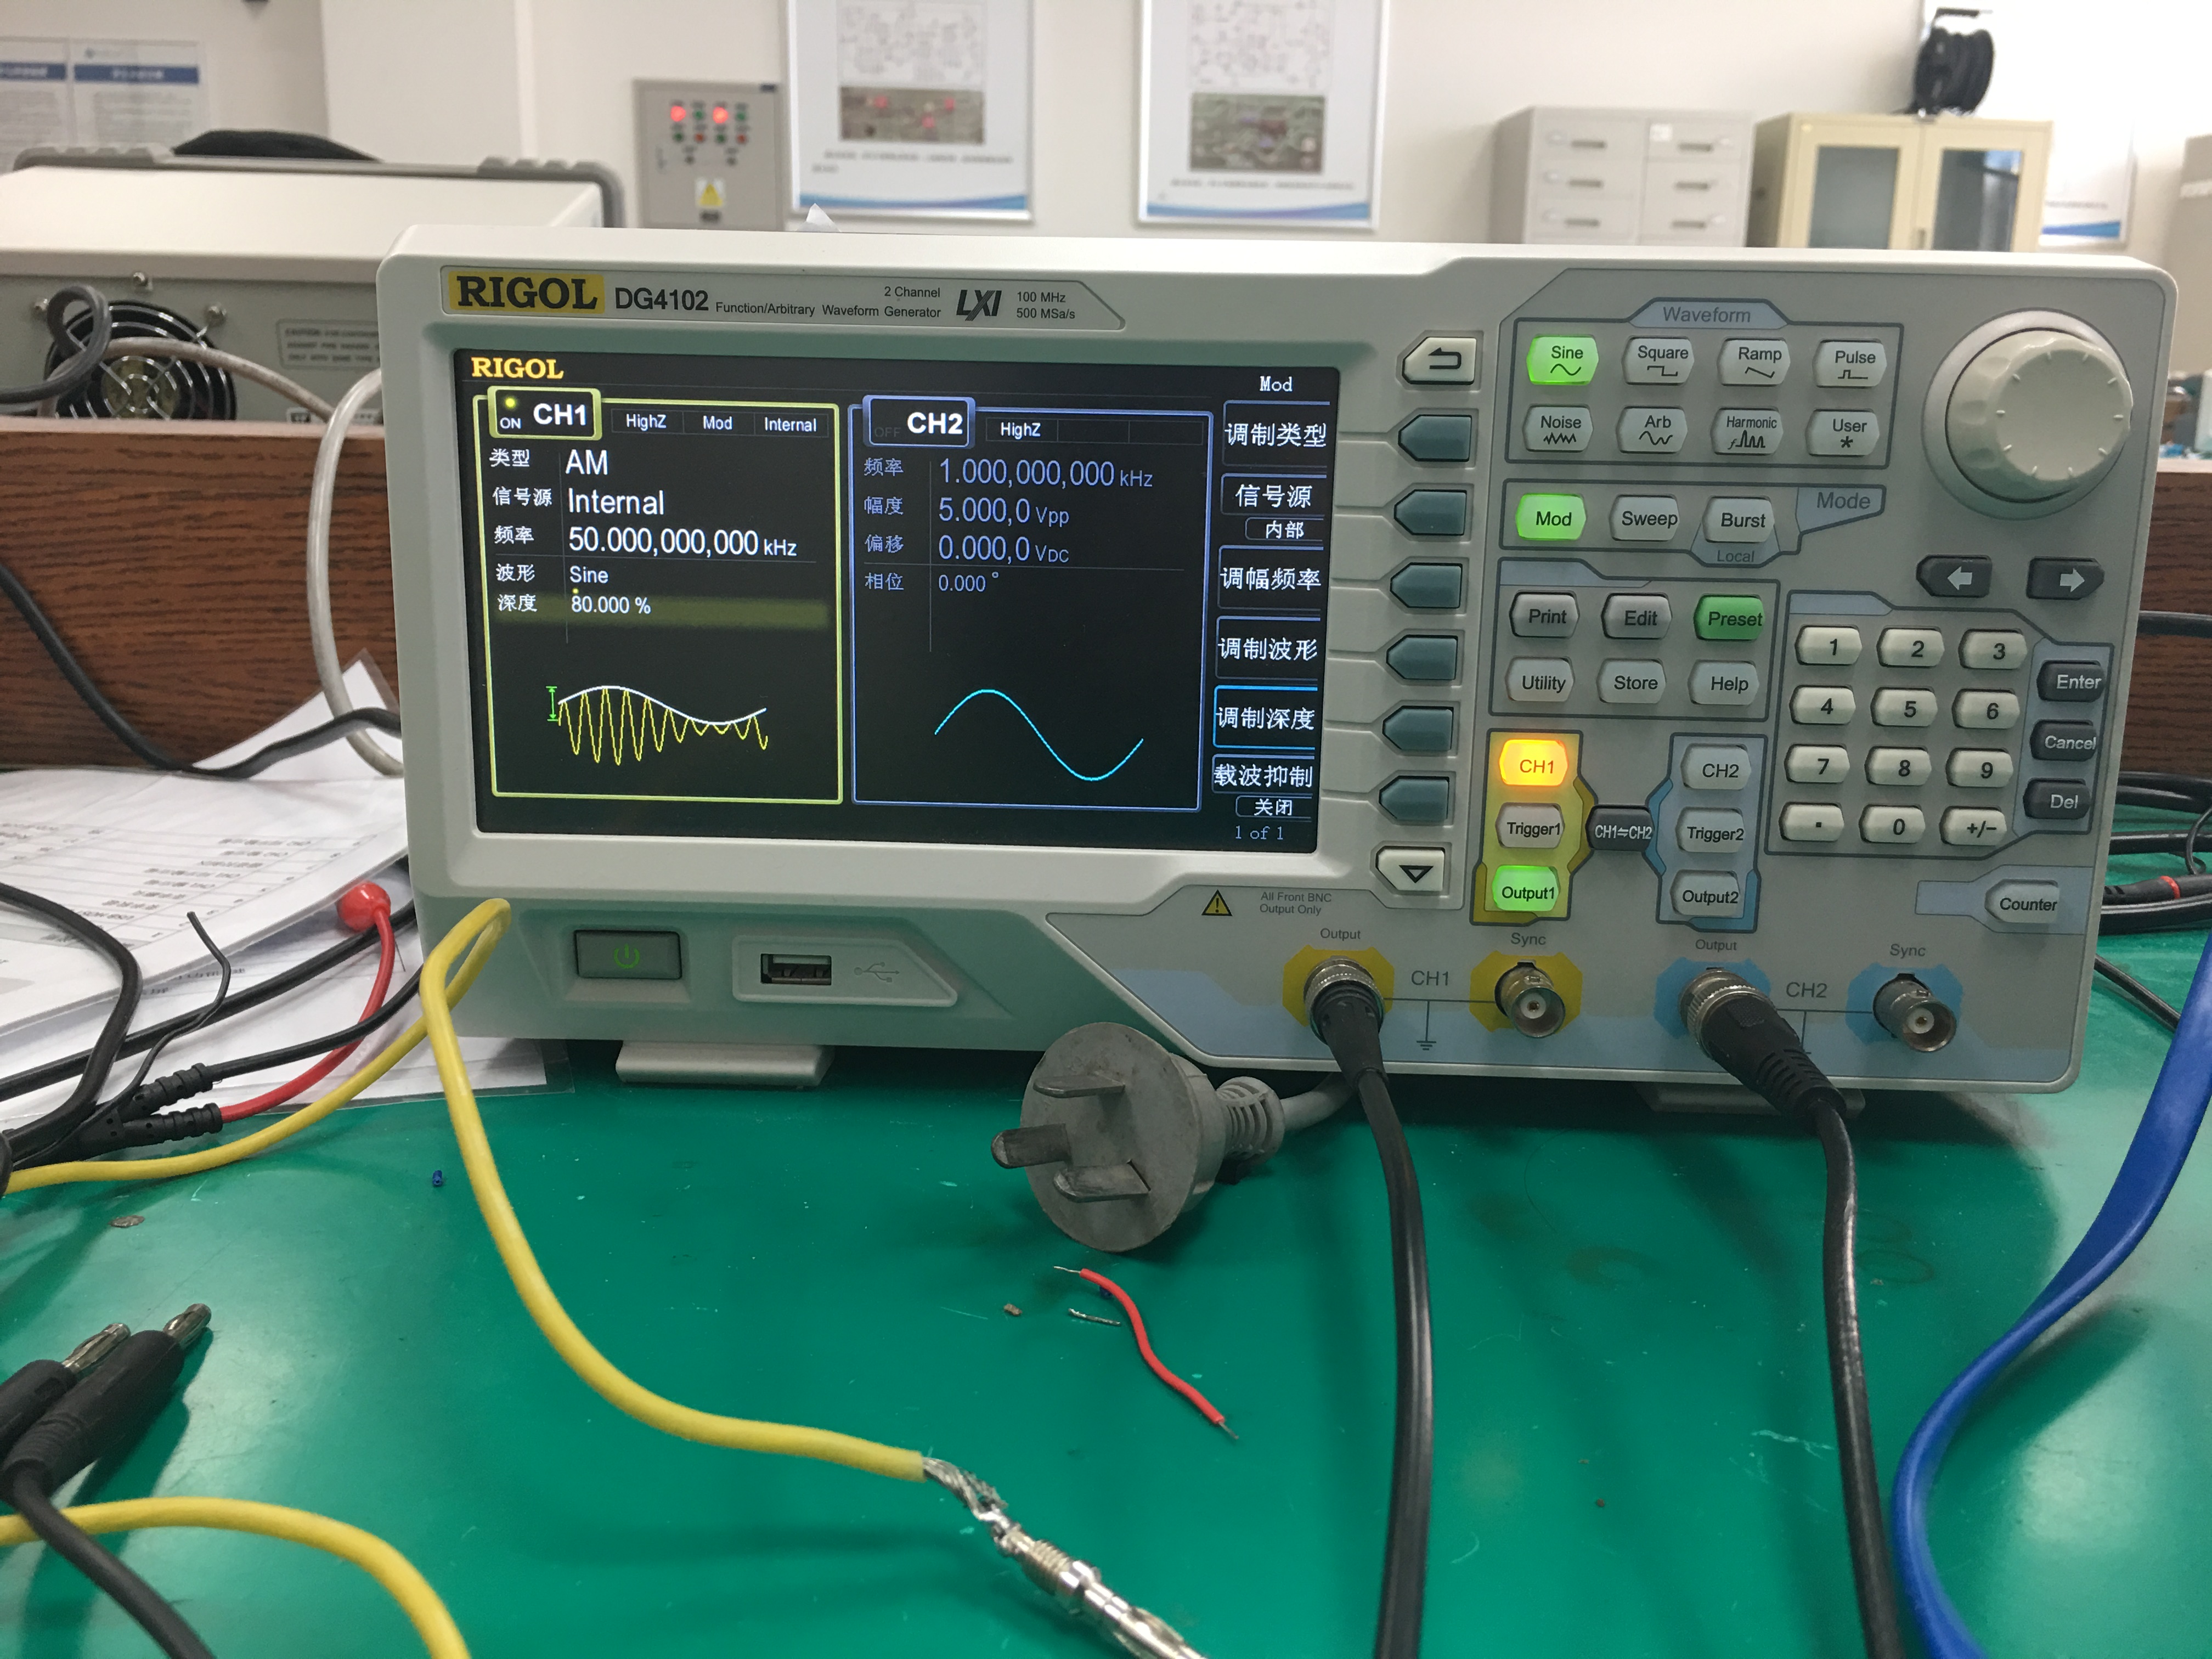 RIGOL DG4102 Function/Arbitrary Waveform Generator
2 Channel
LXI
100 MHz
500 MSa/s
RIGOL
ON
CH1
HighZ Mod Internal
类型 AM
信号源 Internal
频率 50.000,000,000 kHz
波形 Sine
深度 80.000 %
OFF
CH2
HighZ
频率 1.000,000,000 kHz
幅度 5.000,0 Vpp
偏移 0.000,0 VDC
相位 0.000 °
Mod
调制类型
信号源
内部
调幅频率
调制波形
调制深度
载波抑制
关闭
1 of 1
Waveform
Sine Square Ramp Pulse
Noise Arb Harmonic User
*
Mod Sweep Burst Mode
Local
Print Edit Preset
Utility Store Help
CH1
Trigger1
Output1
CH1⇌CH2
CH2
Trigger2
Output2
1 2 3
4 5 6
7 8 9
. 0 +/-
Enter
Cancel
Del
Counter
All Front BNC
Output Only
Output
CH1
Sync
Output
CH2
Sync